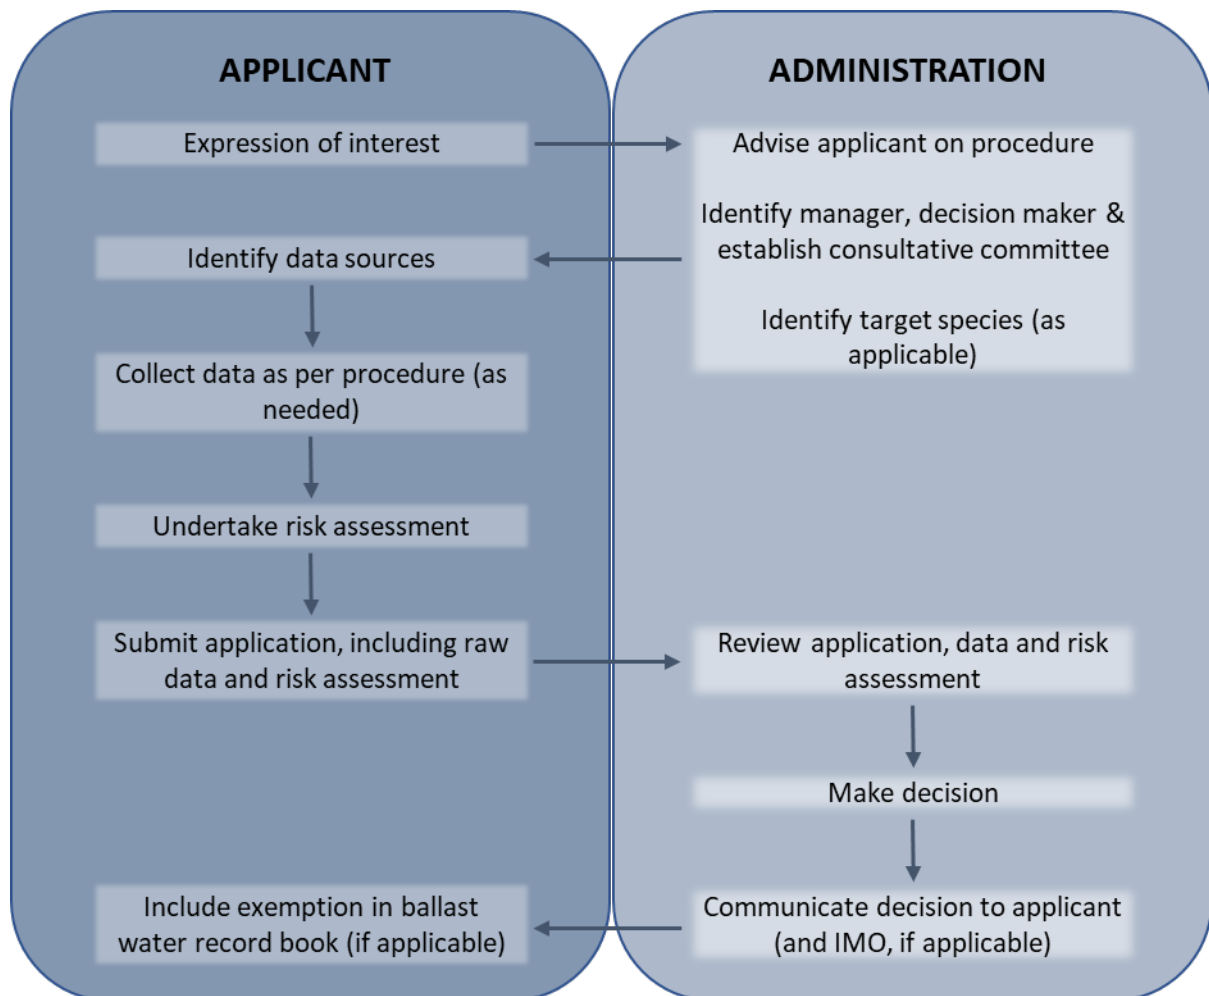 APPLICANT
Expression of interest
Identify data sources
Collect data as per procedure (as
needed)
Undertake risk assessment
Submit application, including raw
data and risk assessment
Include exemption in ballast
water record book (if applicable)
ADMINISTRATION
Advise applicant on procedure
Identify manager, decision maker &
establish consultative committee
Identify target species (as
applicable)
Review application, data and risk
assessment
Make decision
Communicate decision to applicant
(and IMO, if applicable)